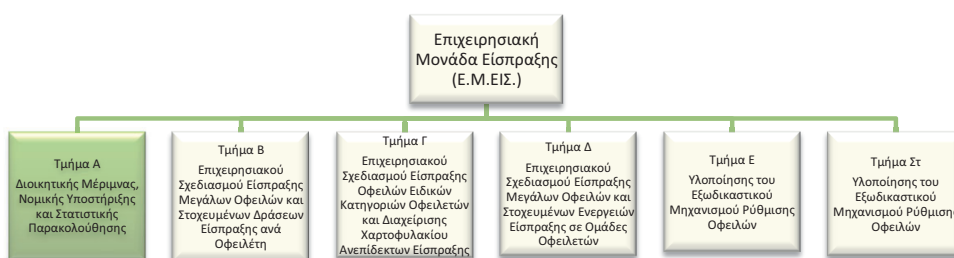 Επιχειρησιακή
Μονάδα Είσπραξης
(Ε.Μ.ΕΙΣ.)
Τμήμα Α
Διοικητικής Μέριμνας,
Νομικής Υποστήριξης
και Στατιστικής
Παρακολούθησης
Τμήμα Β
Επιχειρησιακού
Σχεδιασμού Είσπραξης
Μεγάλων Οφειλών και
Στοχευμένων Δράσεων
Είσπραξης ανά
Οφειλέτη
Τμήμα Γ
Επιχειρησιακού
Σχεδιασμού Είσπραξης
Οφειλών Ειδικών
Κατηγοριών Οφειλετών
και Διαχείρισης
Χαρτοφυλακίου
Ανεπίδεκτων Είσπραξης
Τμήμα Δ
Επιχειρησιακού
Σχεδιασμού Είσπραξης
Μεγάλων Οφειλών και
Στοχευμένων Ενεργειών
Είσπραξης σε Ομάδες
Οφειλετών
Τμήμα Ε
Υλοποίησης του
Εξωδικαστικού
Μηχανισμού Ρύθμισης
Οφειλών
Τμήμα Στ
Υλοποίησης του
Εξωδικαστικού
Μηχανισμού Ρύθμισης
Οφειλών